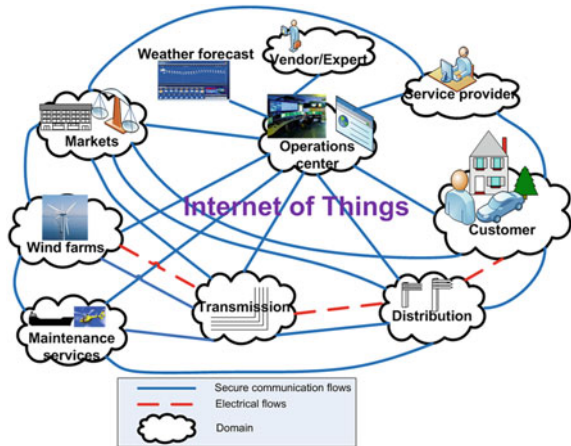 Weather forecast
Vendor/Expert
Service provider
Markets
Operations
center
Internet of Things
Customer
Wind farms
Transmission
Distribution
Maintenance
services
Secure communication flows
Electrical flows
Domain